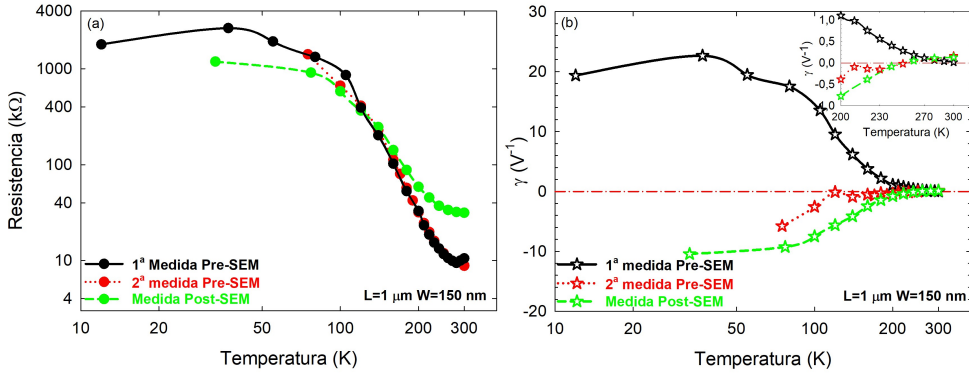 (a)
4000
1000
400
100
40
10
4
Resistencia (kΩ)
1ª Medida Pre-SEM
2ª medida Pre-SEM
Medida Post-SEM
L=1 μm W=150 nm
10
20
50
100
200
300
Temperatura (K)
(b)
30
20
10
0
-10
-20
γ (V⁻¹)
1ª Medida Pre-SEM
2ª medida Pre-SEM
Medida Post-SEM
L=1 μm W=150 nm
10
20
50
100
200
300
Temperatura (K)
1,0
0,5
0,0
-0,5
-1,0
γ (V-1)
200
230
270
300
Temperatura (K)